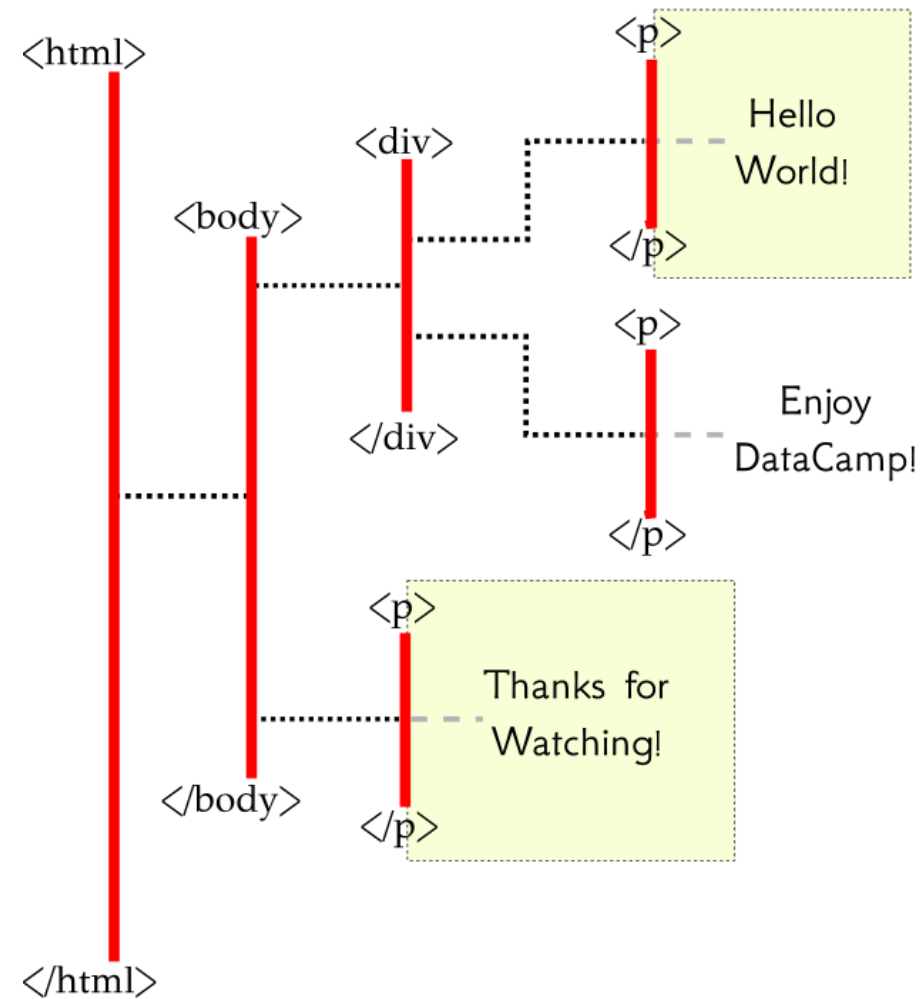 <html>
<body>
<div>
<p>
Hello
World!
</p>
<p>
Enjoy
DataCamp!
</p>
</div>
<p>
Thanks for
Watching!
</p>
</body>
</html>